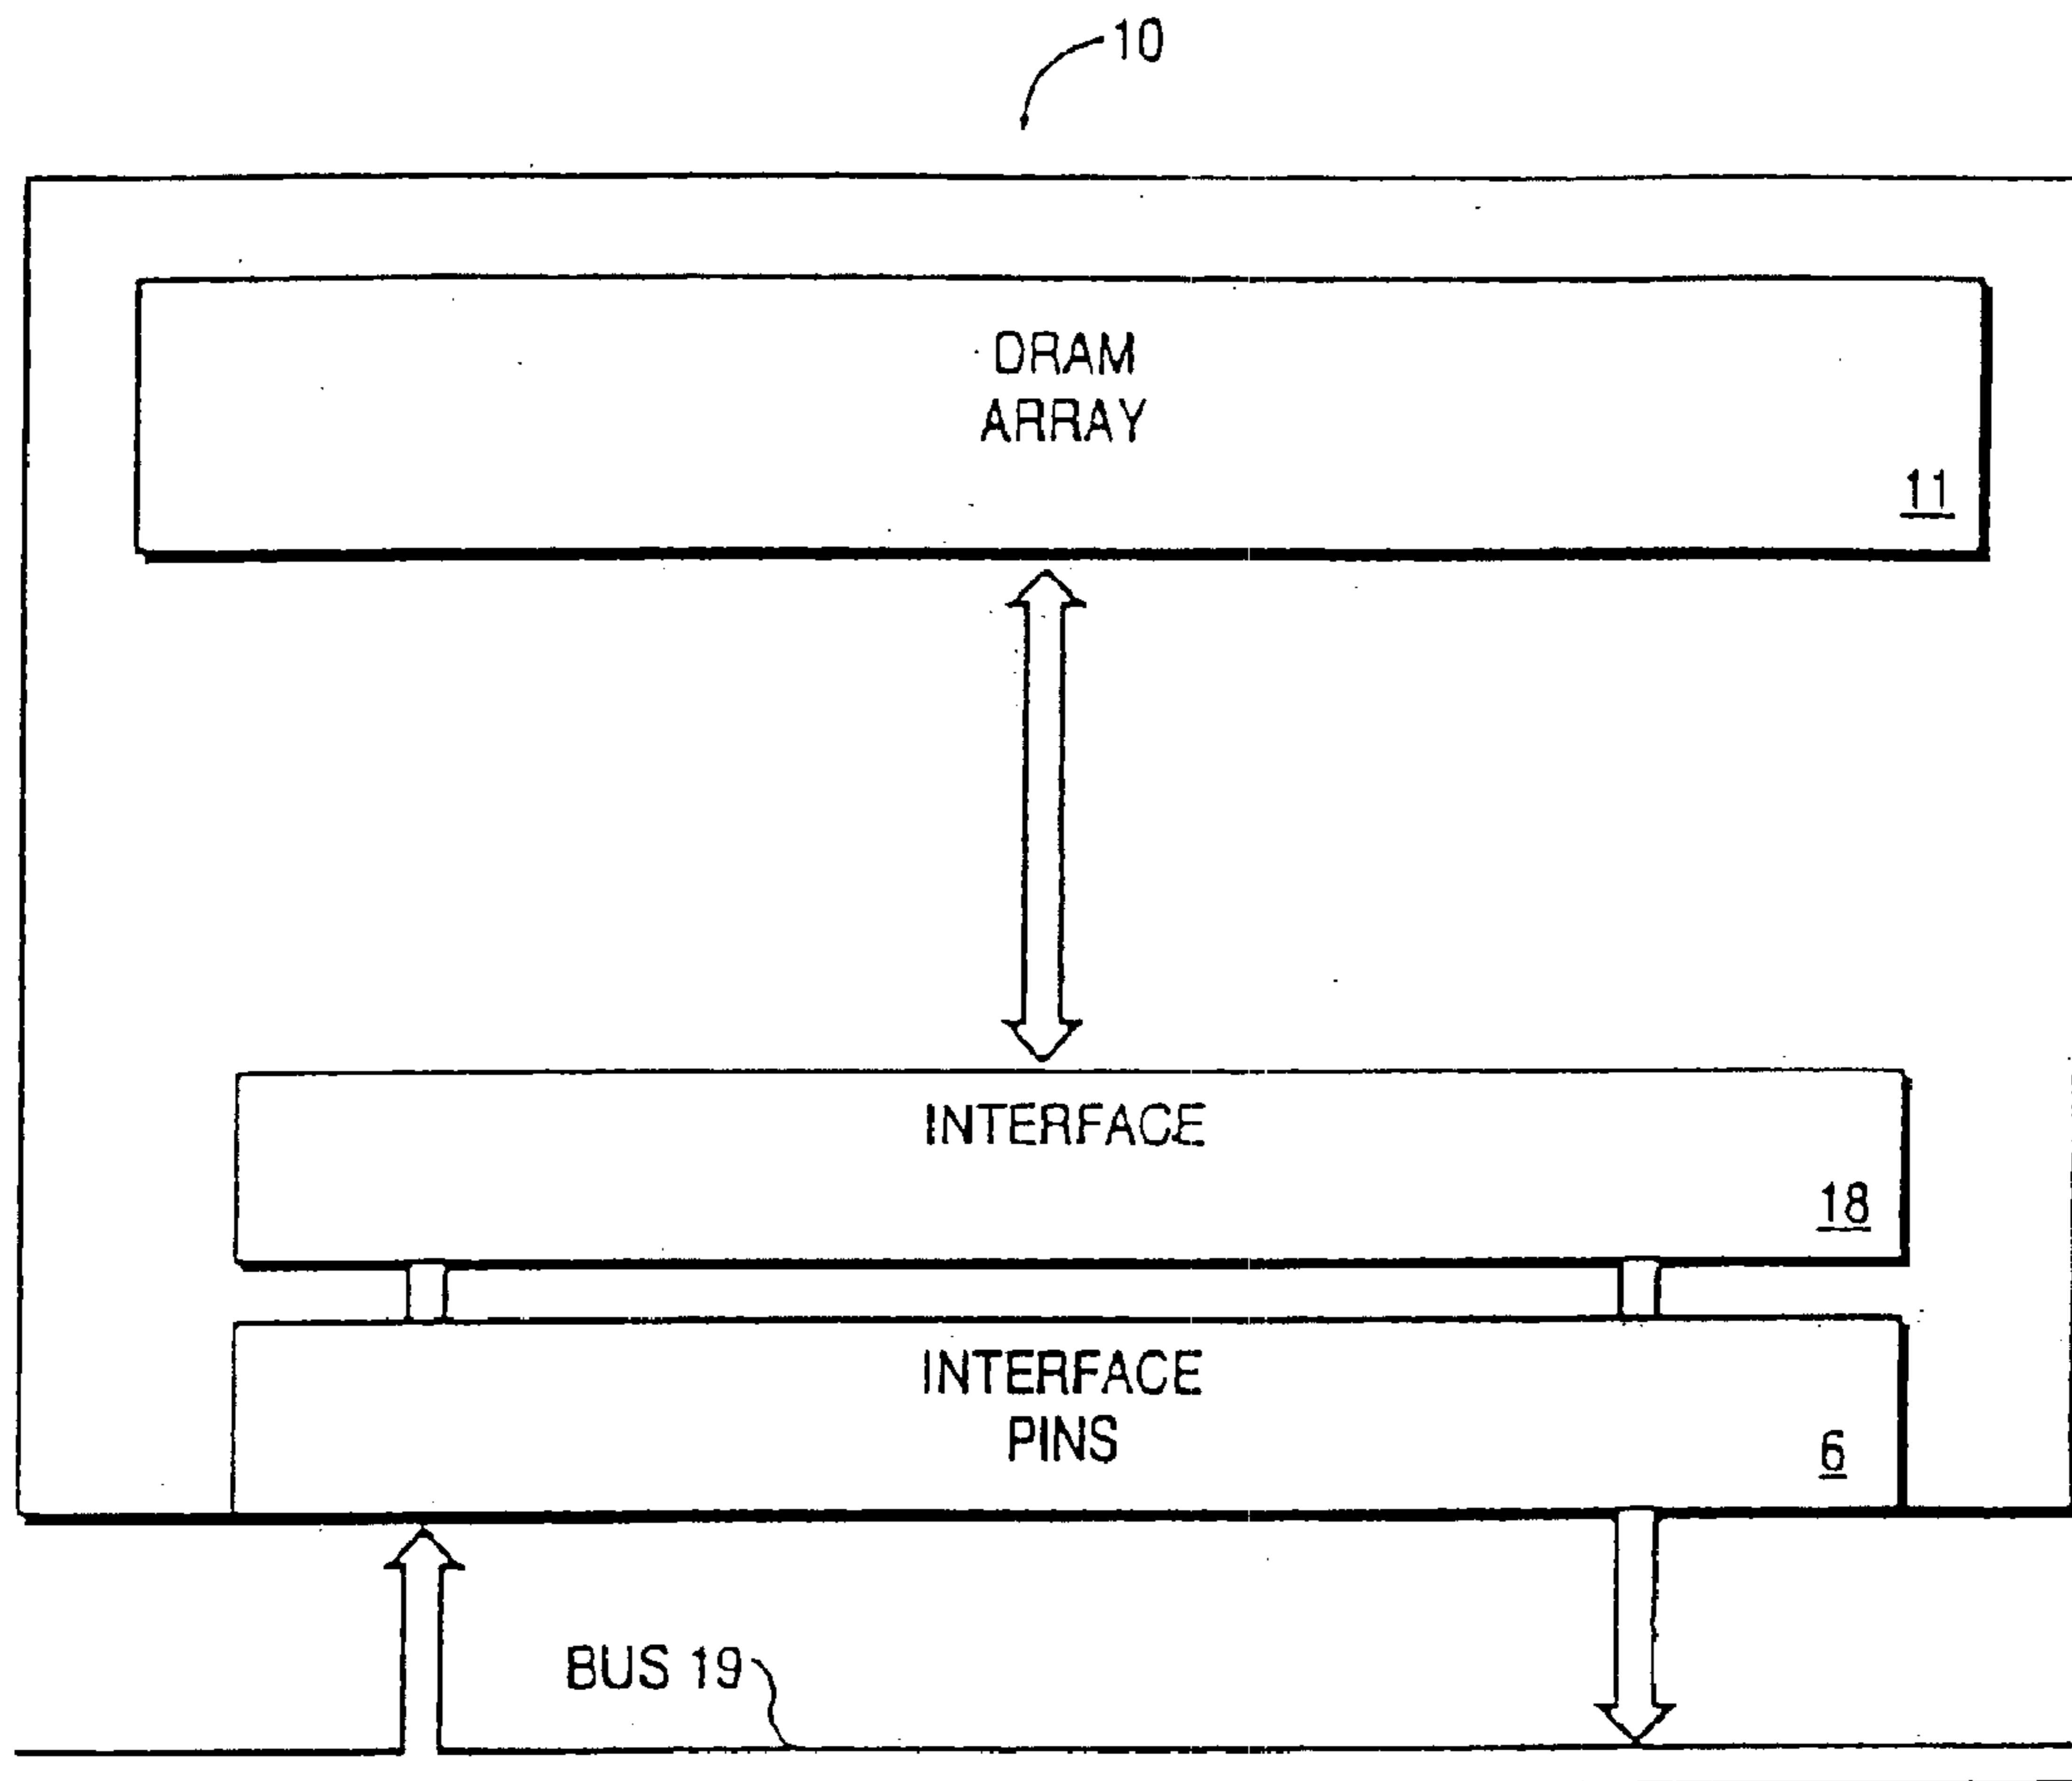 10
DRAM
ARRAY
11
INTERFACE
18
INTERFACE
PINS
6
BUS 19